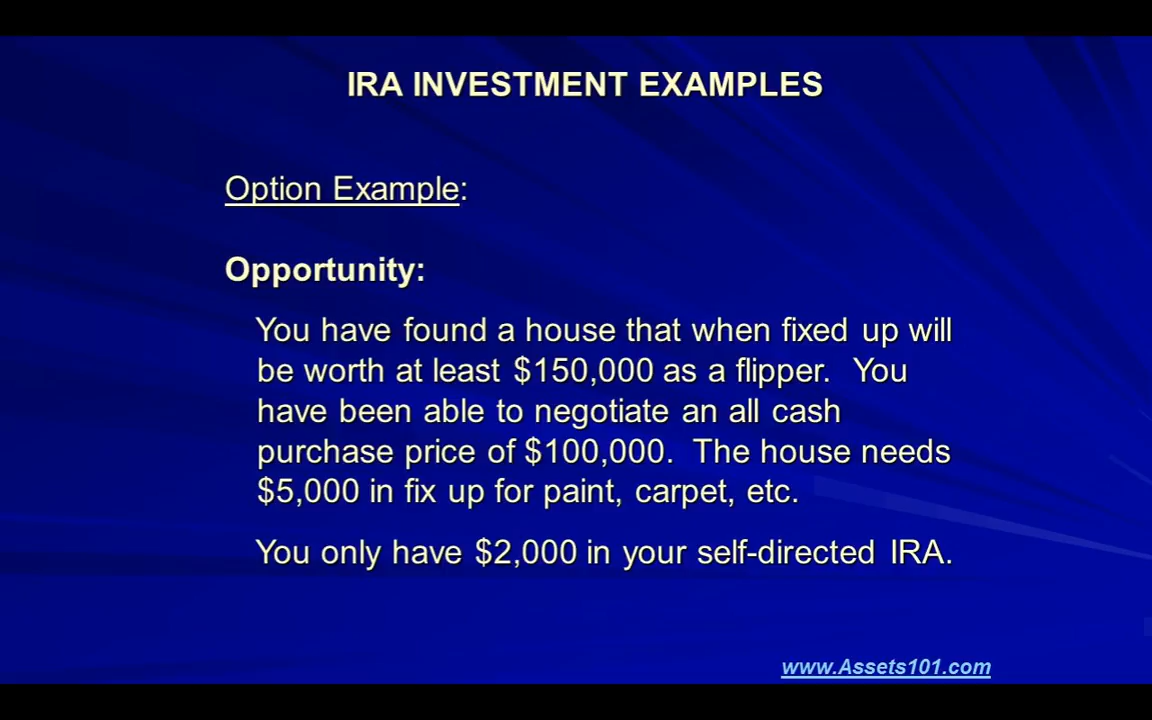 IRA INVESTMENT EXAMPLES
Option Example:
Opportunity:
You have found a house that when fixed up will
be worth at least $150,000 as a flipper.  You
have been able to negotiate an all cash
purchase price of $100,000.  The house needs
$5,000 in fix up for paint, carpet, etc.
You only have $2,000 in your self-directed IRA.
www.Assets101.com